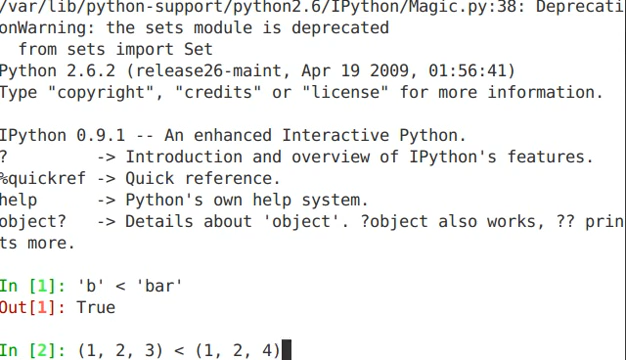 /var/lib/python-support/python2.6/IPython/Magic.py:38: Deprecati
onWarning: the sets module is deprecated
  from sets import Set
Python 2.6.2 (release26-maint, Apr 19 2009, 01:56:41)
Type "copyright", "credits" or "license" for more information.

IPython 0.9.1 -- An enhanced Interactive Python.
?         -> Introduction and overview of IPython's features.
%quickref -> Quick reference.
help      -> Python's own help system.
object?   -> Details about 'object'. ?object also works, ?? prin
ts more.

In [1]: 'b' < 'bar'
Out[1]: True

In [2]: (1, 2, 3) < (1, 2, 4)